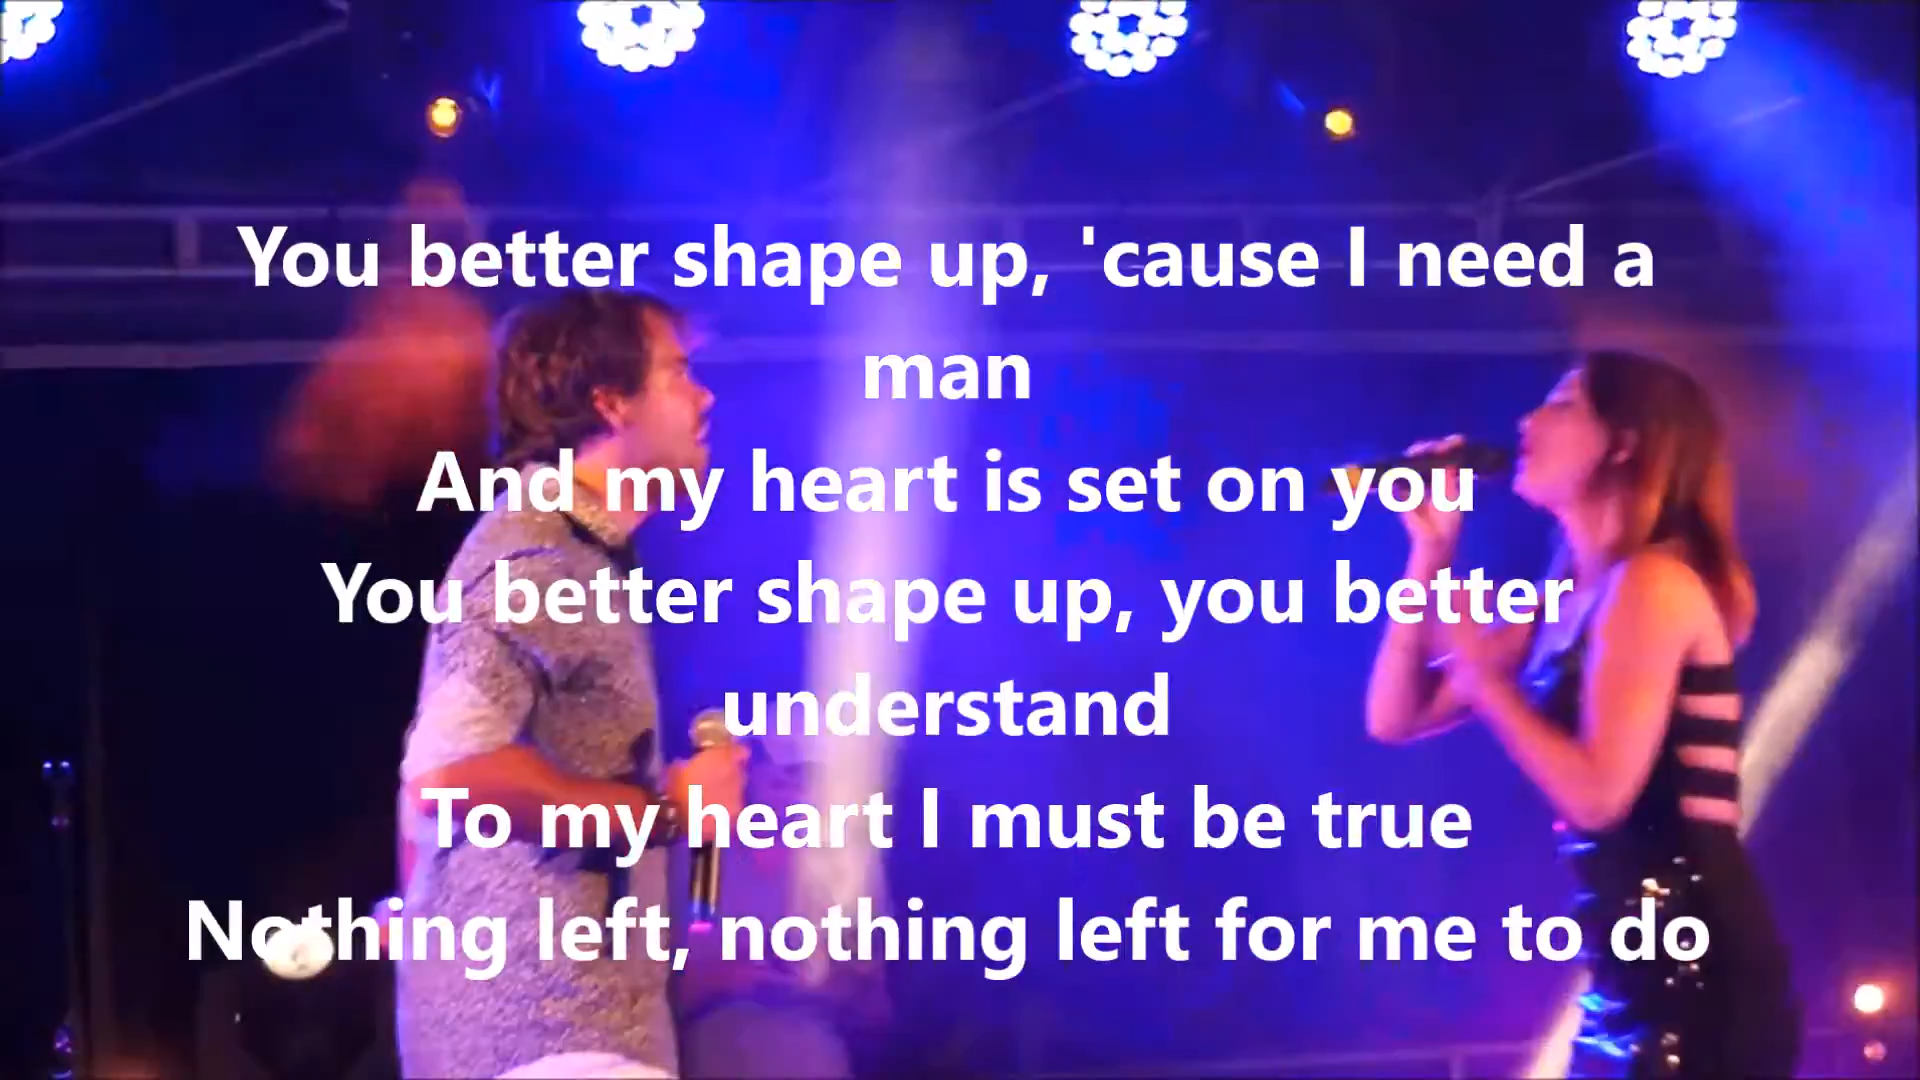 You better shape up, 'cause I need a
man
And my heart is set on you
You better shape up, you better
understand
To my heart I must be true
Nothing left, nothing left for me to do